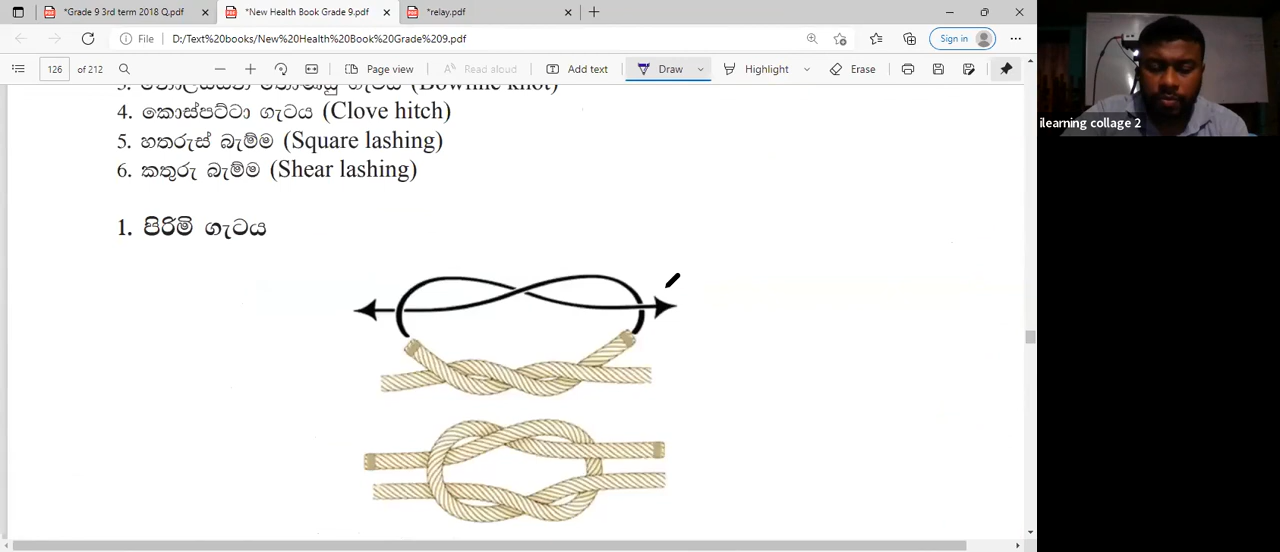 *Grade 9 3rd term 2018 Q.pdf
*New Health Book Grade 9.pdf
*relay.pdf
File
D:/Text%20books/New%20Health%20Book%20Grade%209.pdf
Sign in
126 of 212
Page view
Read aloud
Add text
Draw
Highlight
Erase
ilearning collage 2
(Bowline knot)
4. කොස්පට්ටා ගැටය (Clove hitch)
5. හතරුස් බැම්ම (Square lashing)
6. කතුරු බැම්ම (Shear lashing)
1. පිරිමි ගැටය